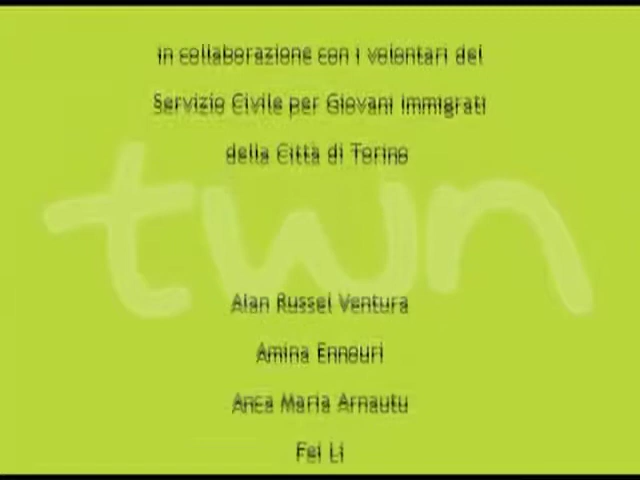 in collaborazione con i volontari del
Servizio Civile per Giovani immigrati
della Città di Torino
twn
Alan Russel Ventura
Amina Ennouri
Anca Maria Arnautu
Fei Li